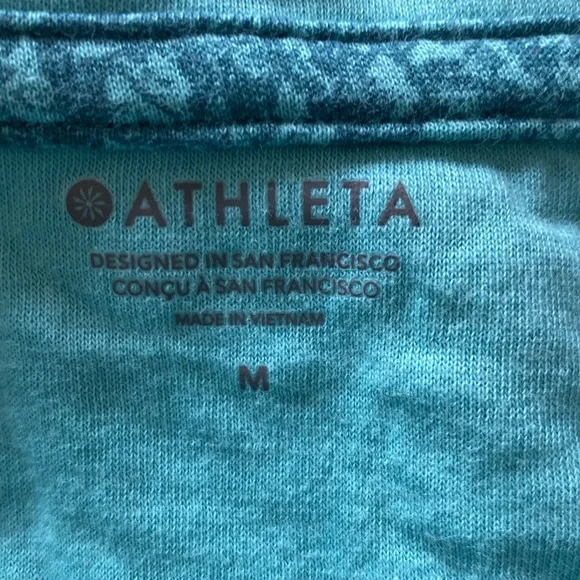 ATHLETA
DESIGNED IN SAN FRANCISCO
CONÇU À SAN FRANCISCO
MADE IN VIETNAM
M